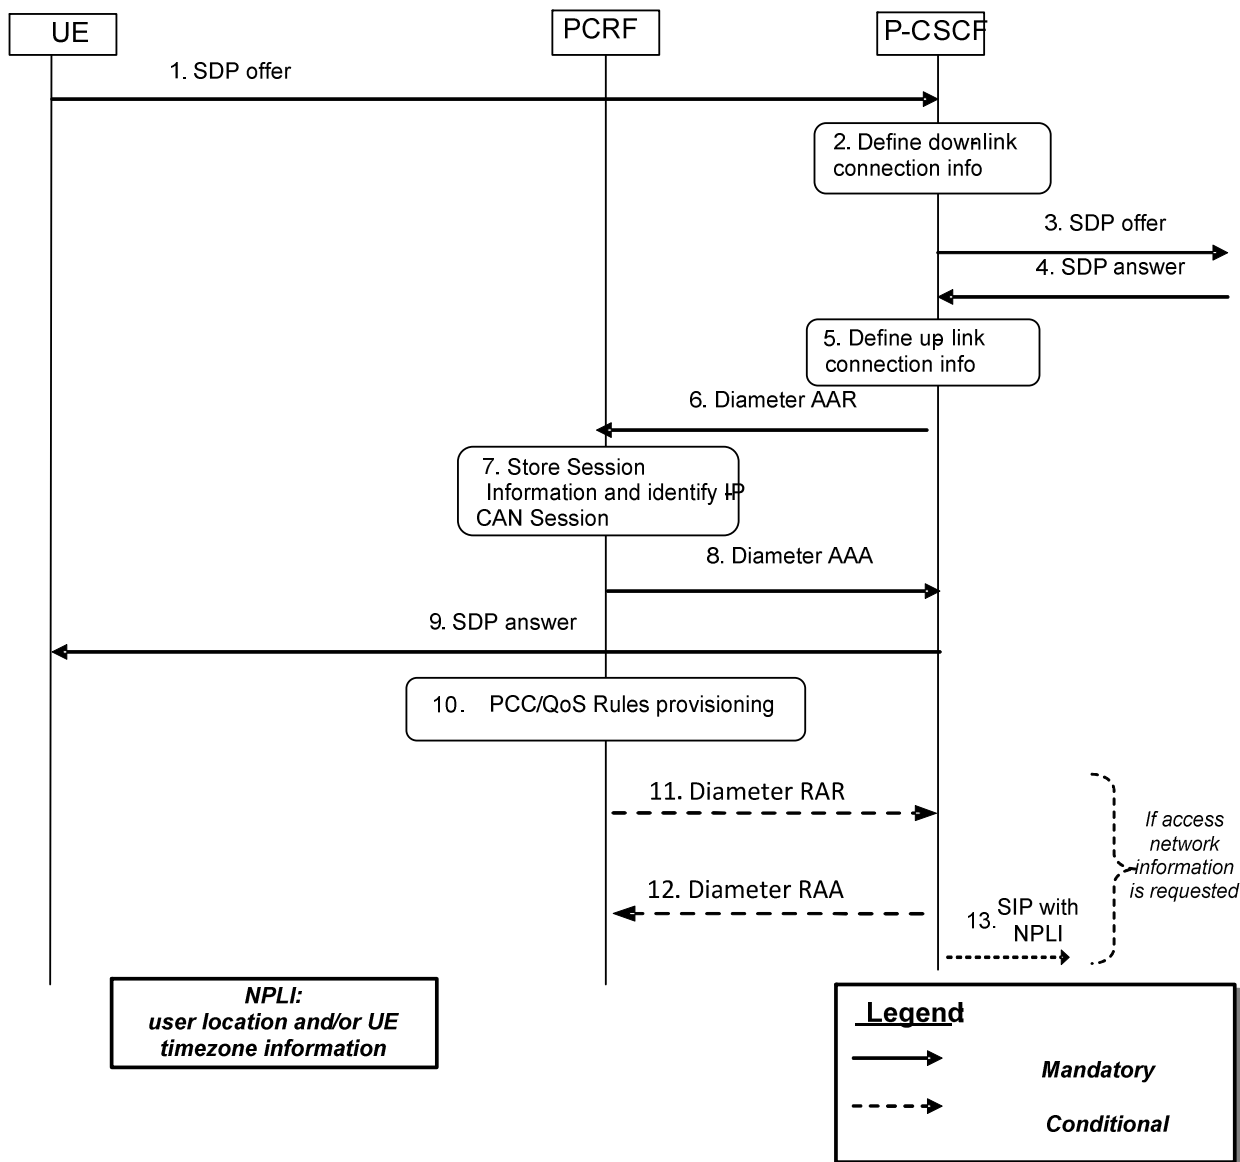 UE
PCRF
P-CSCF
1. SDP offer
2. Define downlink
connection info
3. SDP offer
4. SDP answer
5. Define up link
connection info
6. Diameter AAR
7. Store Session
Information and identify IP
CAN Session
8. Diameter AAA
9. SDP answer
10. PCC/QoS Rules provisioning
11. Diameter RAR
If access
network
information
is requested
12. Diameter RAA
13. SIP with
NPLI
NPLI:
user location and/or UE
timezone information
Legend:
Mandatory
Conditional